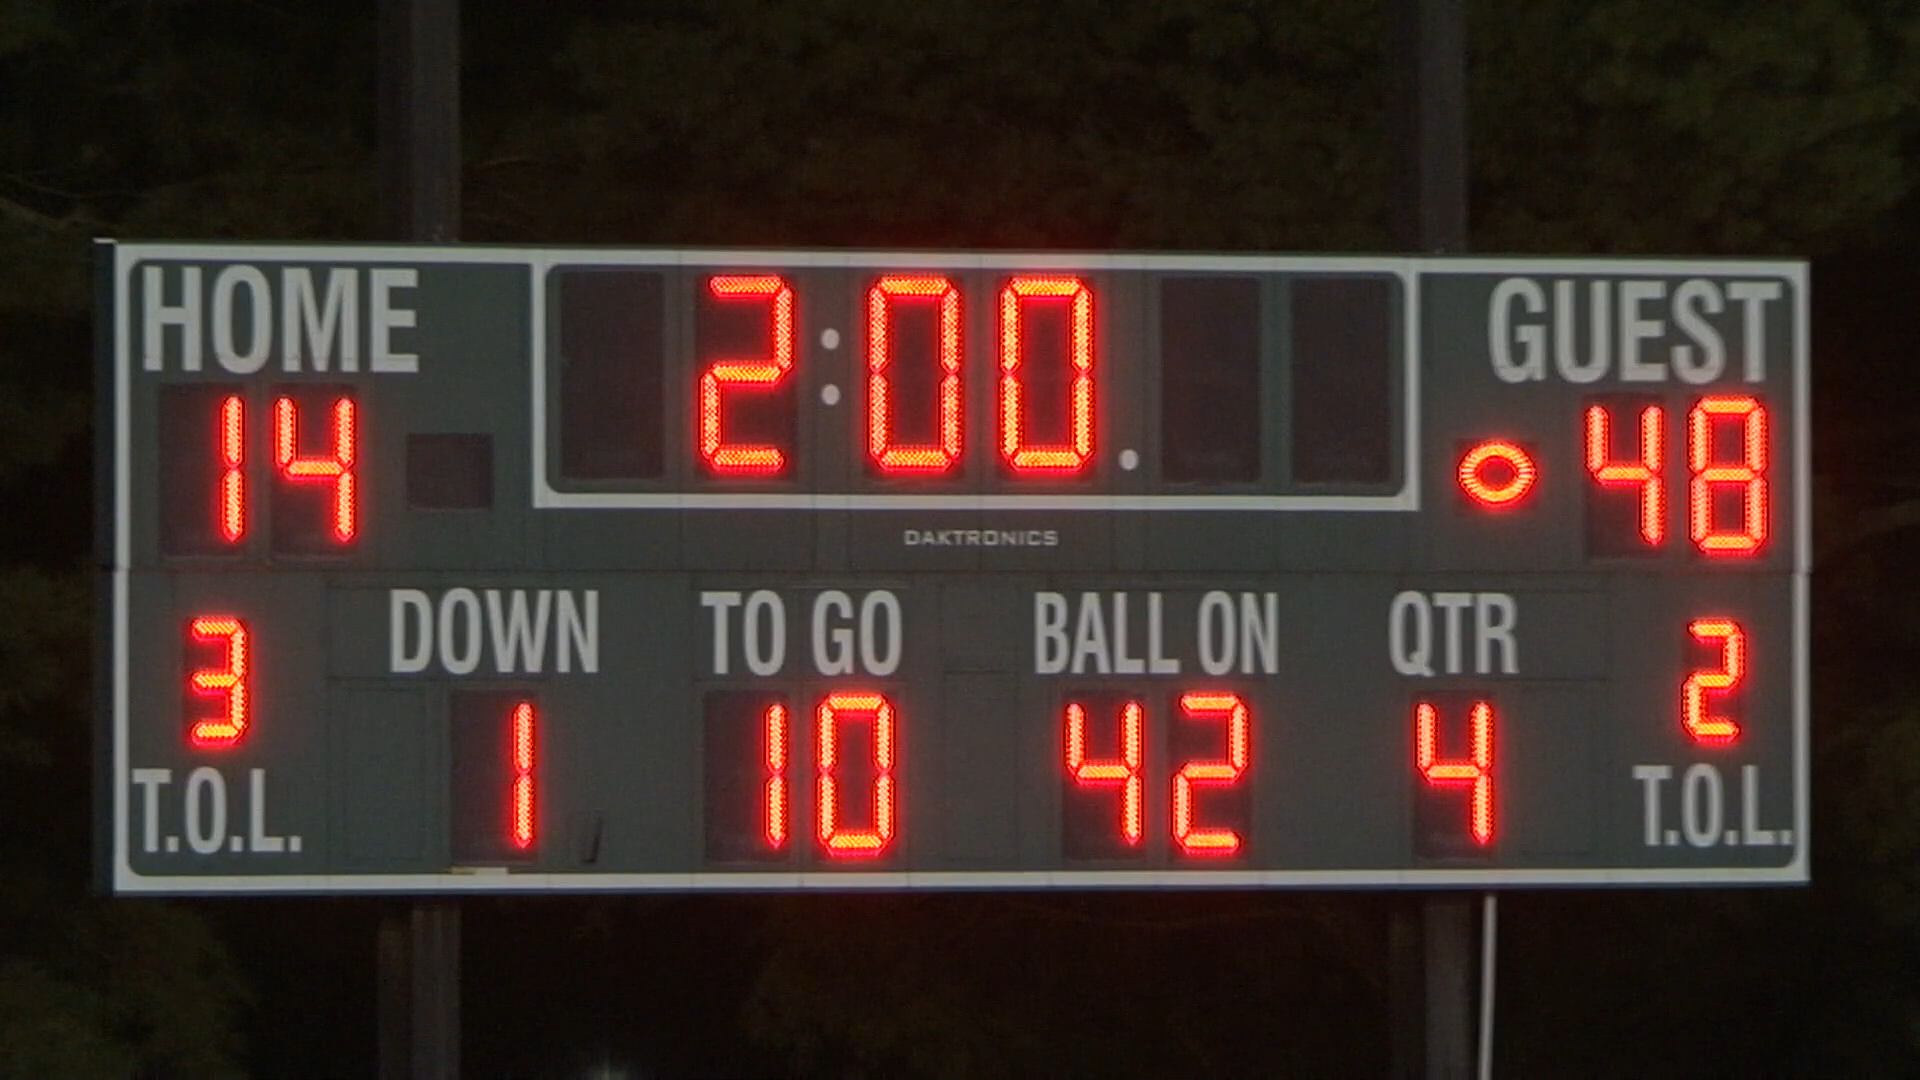 HOME 2:00. GUEST
14 48
DAKTRONICS
DOWN TO GO BALL ON QTR
3 1 10 42 4 2
T.O.L. T.O.L.